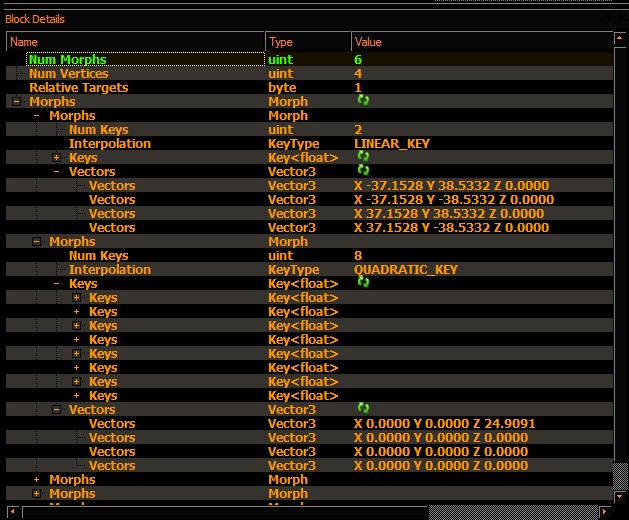 Block Details
Name Type Value
Num Morphs uint 6
Num Vertices uint 4
Relative Targets byte 1
Morphs Morph
Morphs Morph
Num Keys uint 2
Interpolation KeyType LINEAR_KEY
Keys Key<float>
Vectors Vector3
Vectors Vector3 X -37.1528 Y 38.5332 Z 0.0000
Vectors Vector3 X -37.1528 Y -38.5332 Z 0.0000
Vectors Vector3 X 37.1528 Y 38.5332 Z 0.0000
Vectors Vector3 X 37.1528 Y -38.5332 Z 0.0000
Morphs Morph
Num Keys uint 8
Interpolation KeyType QUADRATIC_KEY
Keys Key<float>
Keys Key<float>
Keys Key<float>
Keys Key<float>
Keys Key<float>
Keys Key<float>
Keys Key<float>
Keys Key<float>
Keys Key<float>
Vectors Vector3
Vectors Vector3 X 0.0000 Y 0.0000 Z 24.9091
Vectors Vector3 X 0.0000 Y 0.0000 Z 0.0000
Vectors Vector3 X 0.0000 Y 0.0000 Z 0.0000
Vectors Vector3 X 0.0000 Y 0.0000 Z 0.0000
Morphs Morph
Morphs Morph